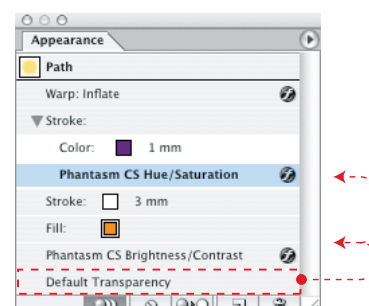 Appearance
Path
Warp: Inflate
Stroke:
Color: 1 mm
Phantasm CS Hue/Saturation
Stroke: 3 mm
Fill:
Phantasm CS Brightness/Contrast
Default Transparency